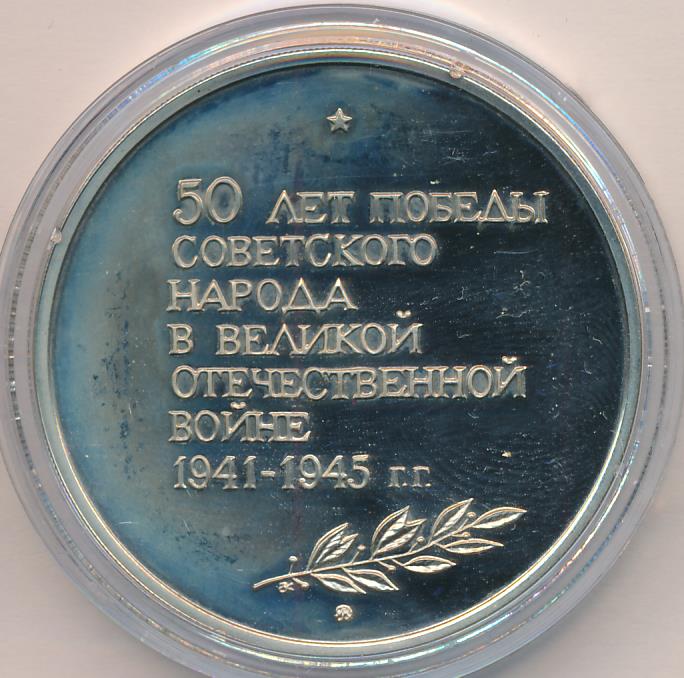 50 ЛЕТ ПОБЕДЫ
СОВЕТСКОГО
НАРОДА
В ВЕЛИКОЙ
ОТЕЧЕСТВЕННОЙ
ВОЙНЕ
1941-1945 г.г.